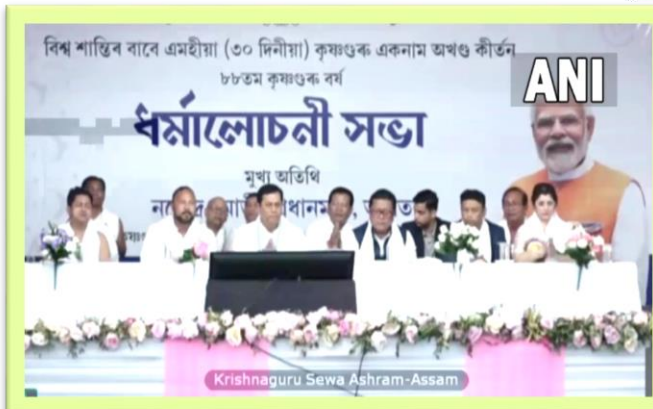 বিশ্ব শান্তিৰ বাবে এমহীয়া (৩০ দিনীয়া) কৃষ্ণগুৰু একনাম অখণ্ড কীৰ্তন
ANI
৮৮তম কৃষ্ণগুৰু বৰ্ষ
ধৰ্মালোচনী সভা
মুখ্য অতিথি
Krishnaguru Sewa Ashram-Assam